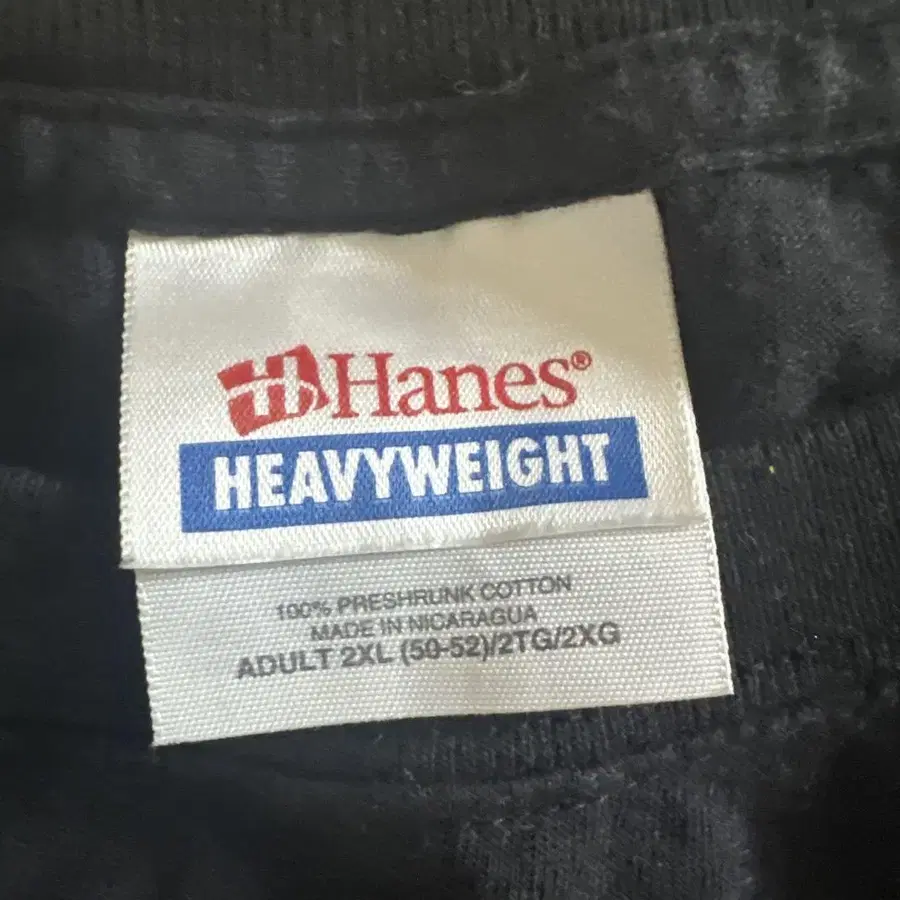 Hanes®
HEAVYWEIGHT
100% PRESHRUNK COTTON
MADE IN NICARAGUA
ADULT 2XL (50-52)/2TG/2XG